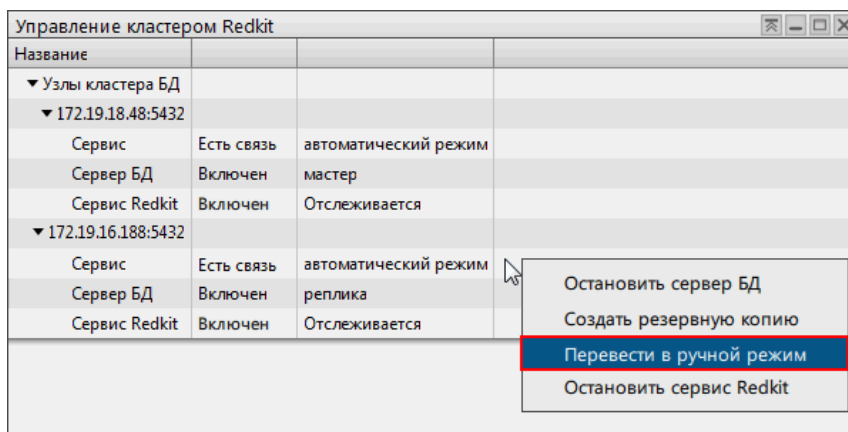 Управление кластером Redkit
Название
Узлы кластера БД
172.19.18.48:5432
Сервис Есть связь автоматический режим
Сервер БД Включен мастер
Сервис Redkit Включен Отслеживается
172.19.16.188:5432
Сервис Есть связь автоматический режим
Сервер БД Включен реплика
Сервис Redkit Включен Отслеживается
Остановить сервер БД
Создать резервную копию
Перевести в ручной режим
Остановить сервис Redkit